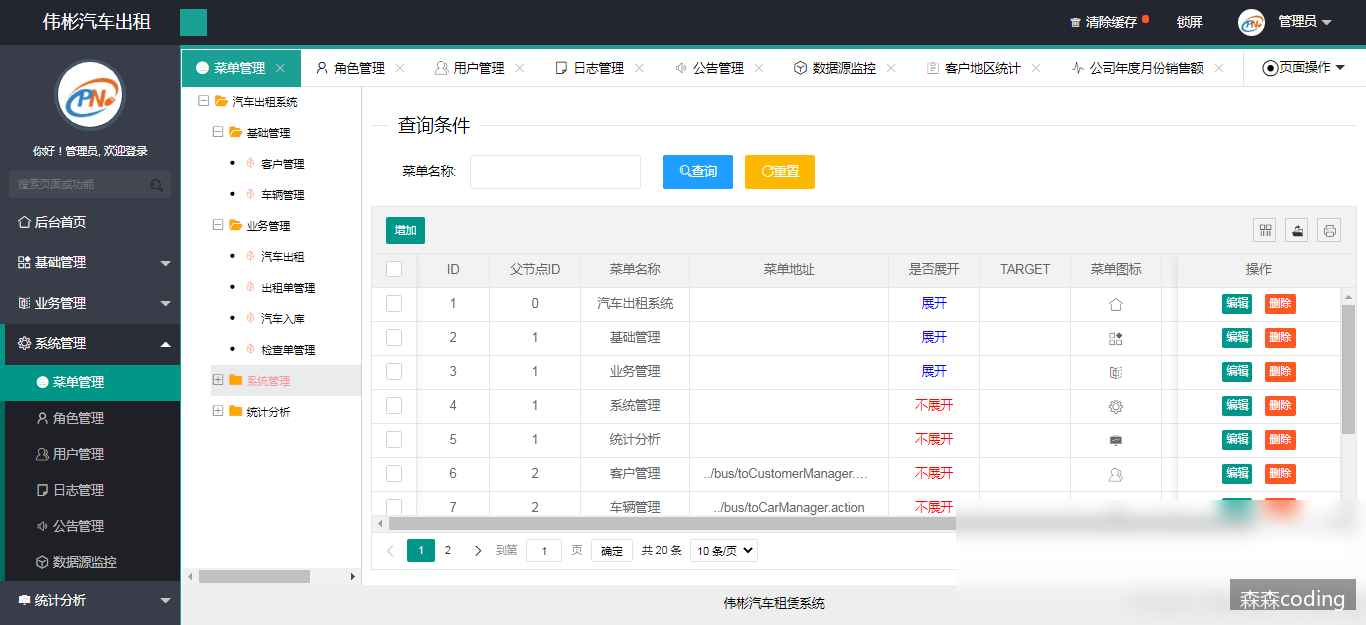 伟彬汽车出租
清除缓存
锁屏
管理员
你好！管理员, 欢迎登录
搜索页面或功能
后台首页
基础管理
业务管理
系统管理
菜单管理
角色管理
用户管理
日志管理
公告管理
数据源监控
统计分析
菜单管理 角色管理 用户管理 日志管理 公告管理 数据源监控 客户地区统计 公司年度月份销售额 页面操作
汽车出租系统
基础管理
客户管理
车辆管理
业务管理
汽车出租
出租单管理
汽车入库
检查单管理
系统管理
统计分析
查询条件
菜单名称: 查询 重置
增加
ID 父节点ID 菜单名称 菜单地址 是否展开 TARGET 菜单图标 操作
1 0 汽车出租系统 展开 编辑 删除
2 1 基础管理 展开 编辑 删除
3 1 业务管理 展开 编辑 删除
4 1 系统管理 不展开 编辑 删除
5 1 统计分析 不展开 编辑 删除
6 2 客户管理 ../bus/toCustomerManager.... 不展开 编辑 删除
7 2 车辆管理 ../bus/toCarManager.action 不展开
1 2 到第 1 页 确定 共 20 条 10 条/页
伟彬汽车租赁系统
森森coding